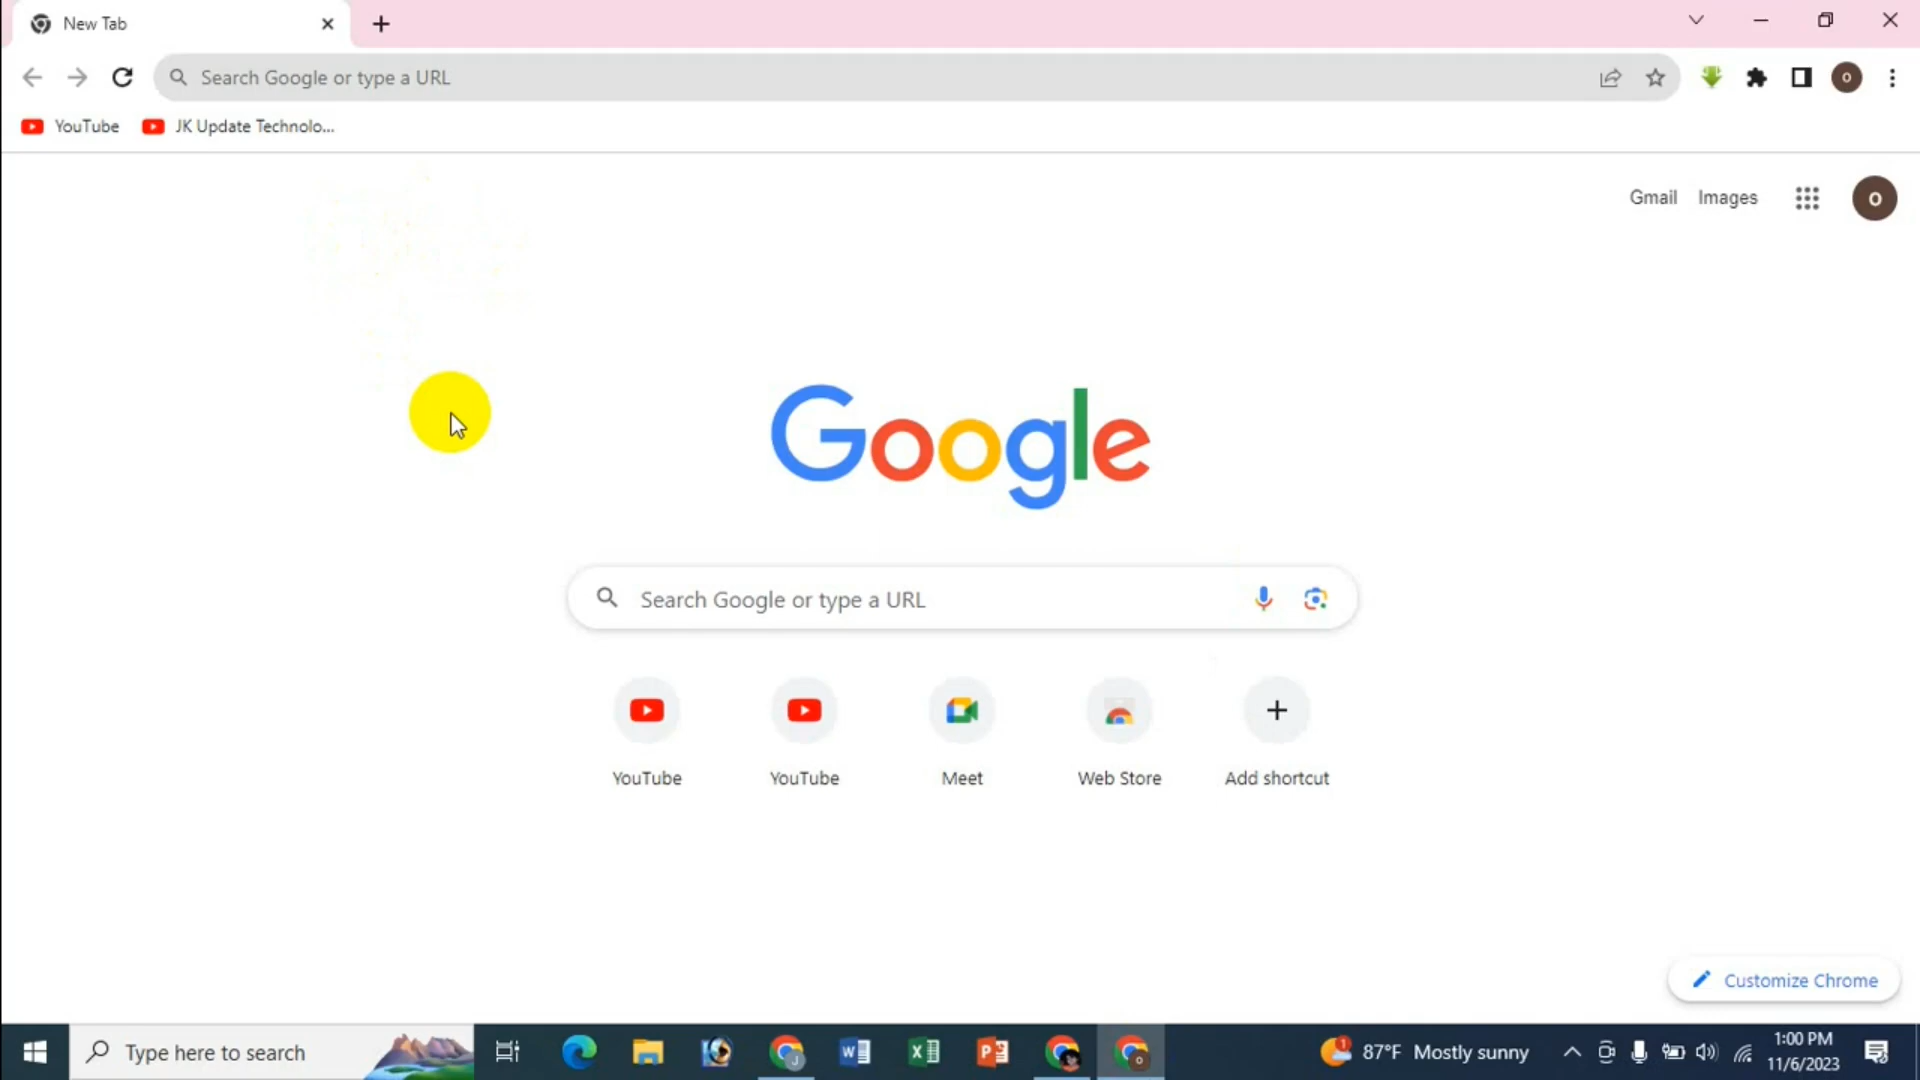 New Tab
Search Google or type a URL
O
YouTube
JK Update Technolo...
Gmail
Images
O
Google
Search Google or type a URL
YouTube
YouTube
Meet
Web Store
Add shortcut
Customize Chrome
Type here to search
J
W
X
P
O
1
87°F Mostly sunny
1:00 PM
11/6/2023